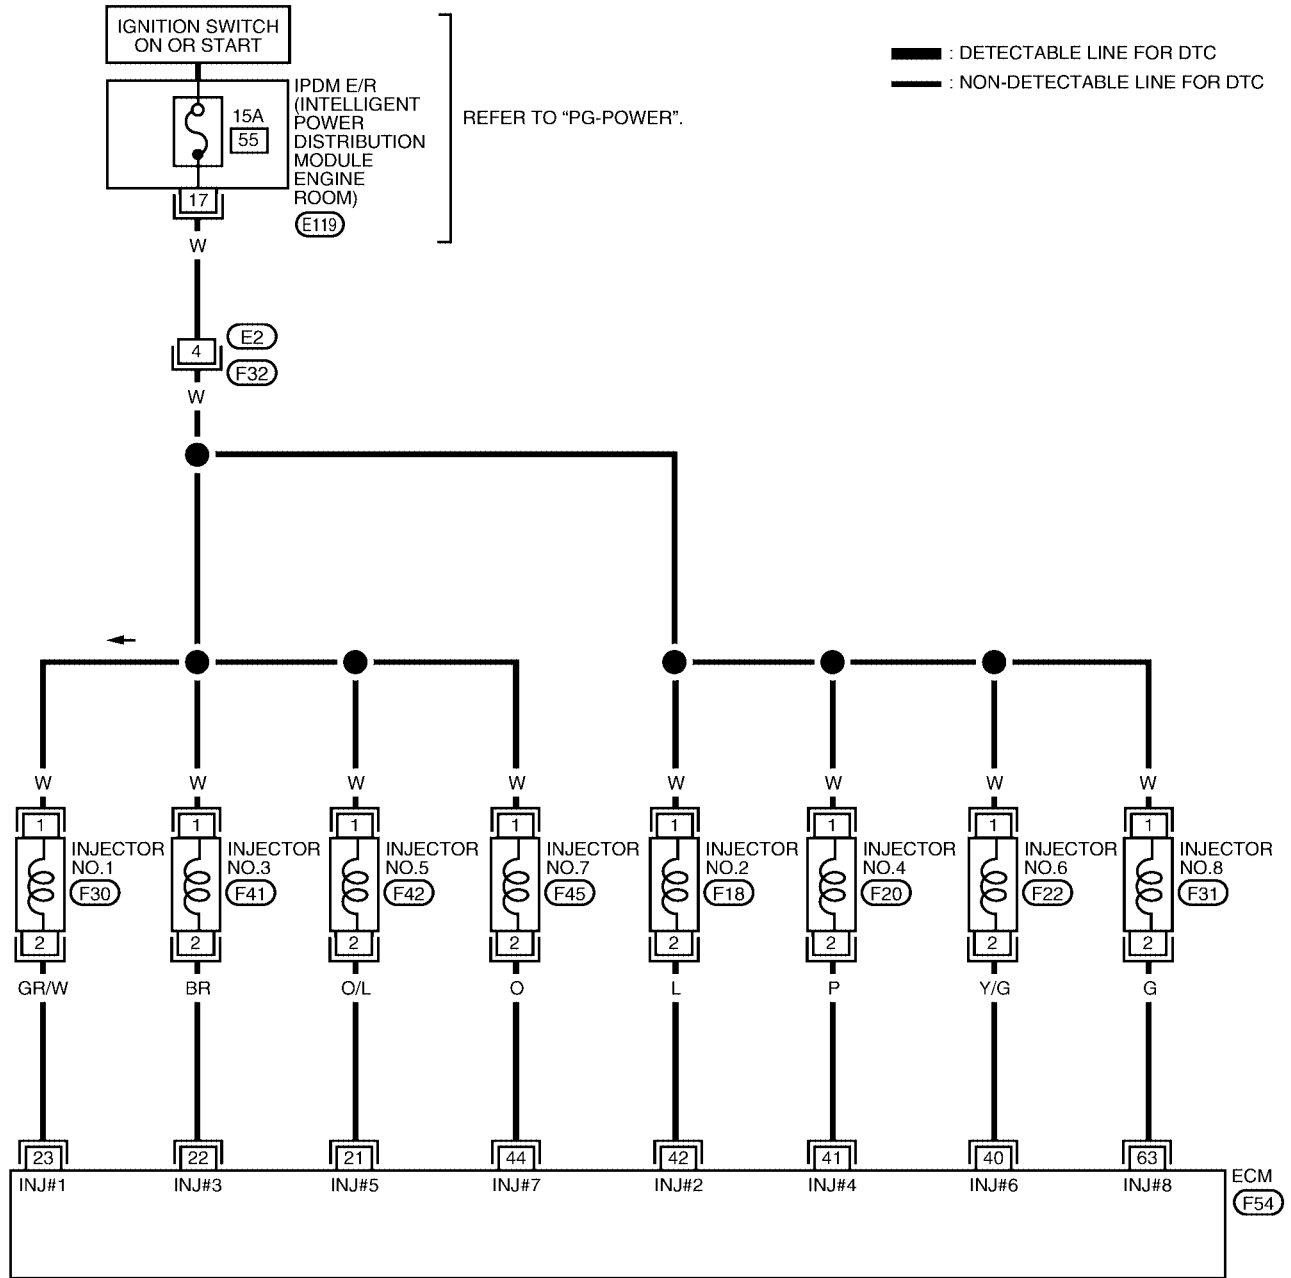 IGNITION SWITCH
ON OR START
: DETECTABLE LINE FOR DTC
: NON-DETECTABLE LINE FOR DTC
15A
55
IPDM E/R
(INTELLIGENT
POWER
DISTRIBUTION
MODULE
ENGINE
ROOM)
E119
REFER TO “PG-POWER”.
17
W
4
E2
F32
W
W W W W W W W W
1 1 1 1 1 1 1 1
INJECTOR
NO.1
F30
INJECTOR
NO.3
F41
INJECTOR
NO.5
F42
INJECTOR
NO.7
F45
INJECTOR
NO.2
F18
INJECTOR
NO.4
F20
INJECTOR
NO.6
F22
INJECTOR
NO.8
F31
2 2 2 2 2 2 2 2
GR/W BR O/L O L P Y/G G
23 22 21 44 42 41 40 63
INJ#1 INJ#3 INJ#5 INJ#7 INJ#2 INJ#4 INJ#6 INJ#8
ECM
F54